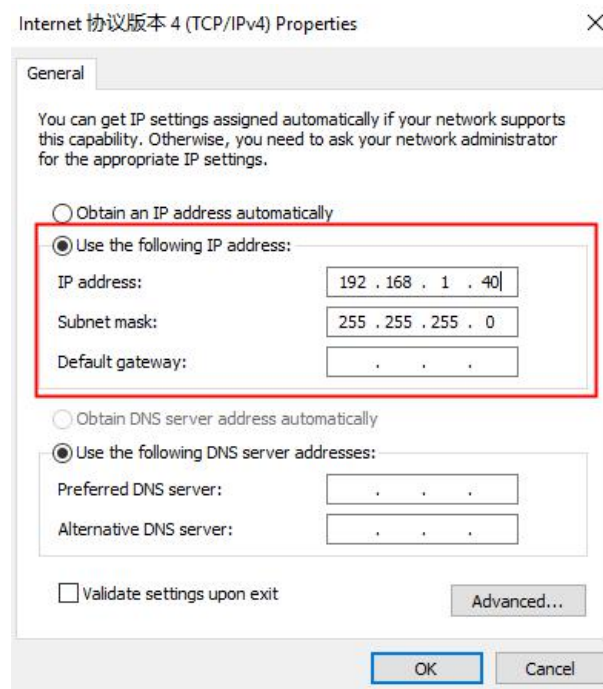 Internet 协议版本 4 (TCP/IPv4) Properties
General
You can get IP settings assigned automatically if your network supports
this capability. Otherwise, you need to ask your network administrator
for the appropriate IP settings.
Obtain an IP address automatically
Use the following IP address:
IP address: 192 . 168 . 1 . 40
Subnet mask: 255 . 255 . 255 . 0
Default gateway: . . .
Obtain DNS server address automatically
Use the following DNS server addresses:
Preferred DNS server: . . .
Alternative DNS server: . . .
Validate settings upon exit
Advanced...
OK Cancel